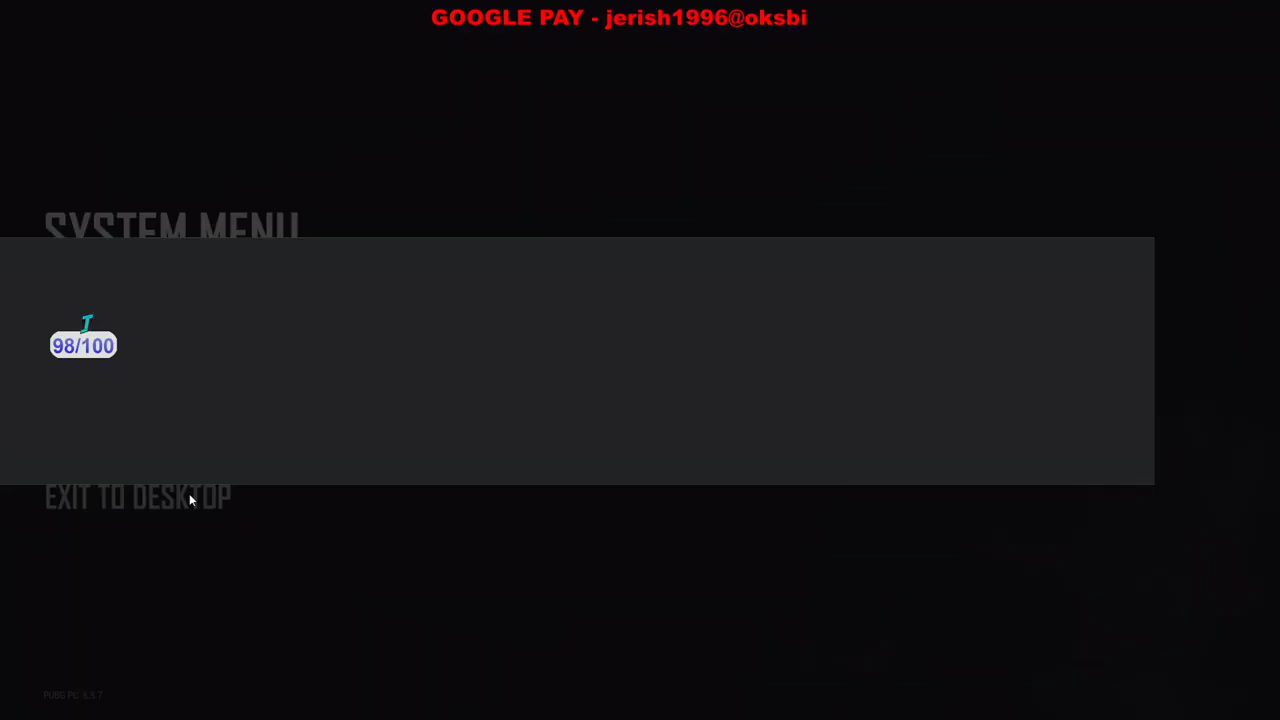 GOOGLE PAY - jerish1996@oksbi
SYSTEM MENU
J
98/100
EXIT TO DESKTOP